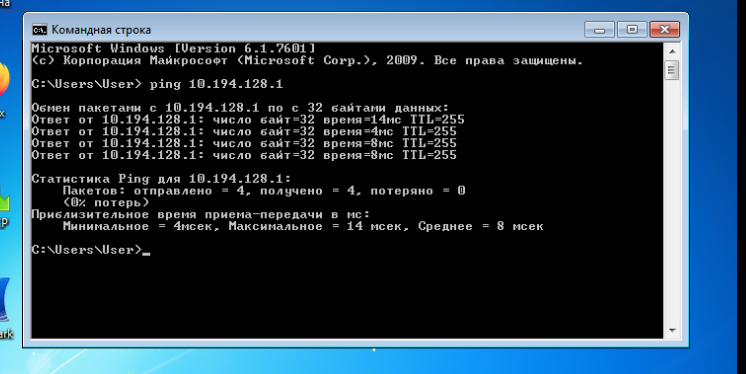 на
Командная строка
Microsoft Windows [Version 6.1.7601]
(c) Корпорация Майкрософт (Microsoft Corp.), 2009. Все права защищены.
C:\Users\User> ping 10.194.128.1
Обмен пакетами с 10.194.128.1 по с 32 байтами данных:
Ответ от 10.194.128.1: число байт=32 время=14мс TTL=255
Ответ от 10.194.128.1: число байт=32 время=4мс TTL=255
Ответ от 10.194.128.1: число байт=32 время=8мс TTL=255
Ответ от 10.194.128.1: число байт=32 время=8мс TTL=255
Статистика Ping для 10.194.128.1:
Пакетов: отправлено = 4, получено = 4, потеряно = 0
(0% потерь)
Приблизительное время приема-передачи в мс:
Минимальное = 4мсек, Максимальное = 14 мсек, Среднее = 8 мсек
C:\Users\User>_
x
p
ark